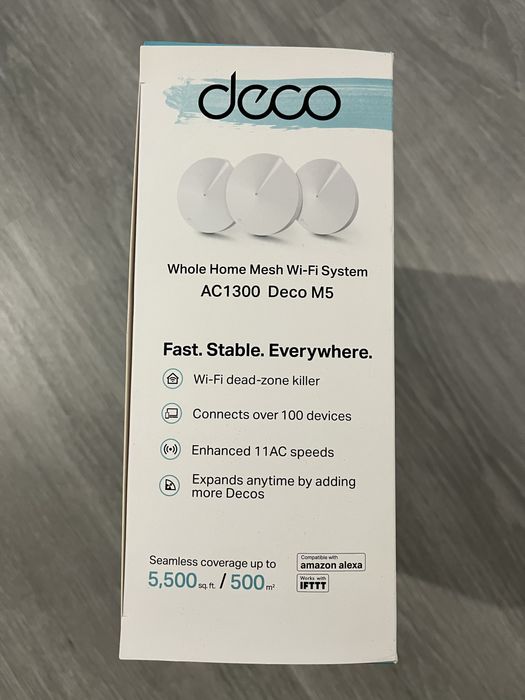 deco
Whole Home Mesh Wi-Fi System
AC1300 Deco M5
Fast. Stable. Everywhere.
Wi-Fi dead-zone killer
Connects over 100 devices
Enhanced 11AC speeds
Expands anytime by adding
more Decos
Seamless coverage up to
5,500 sq. ft. / 500 m²
Compatible with
amazon alexa
Works with
IFTTT